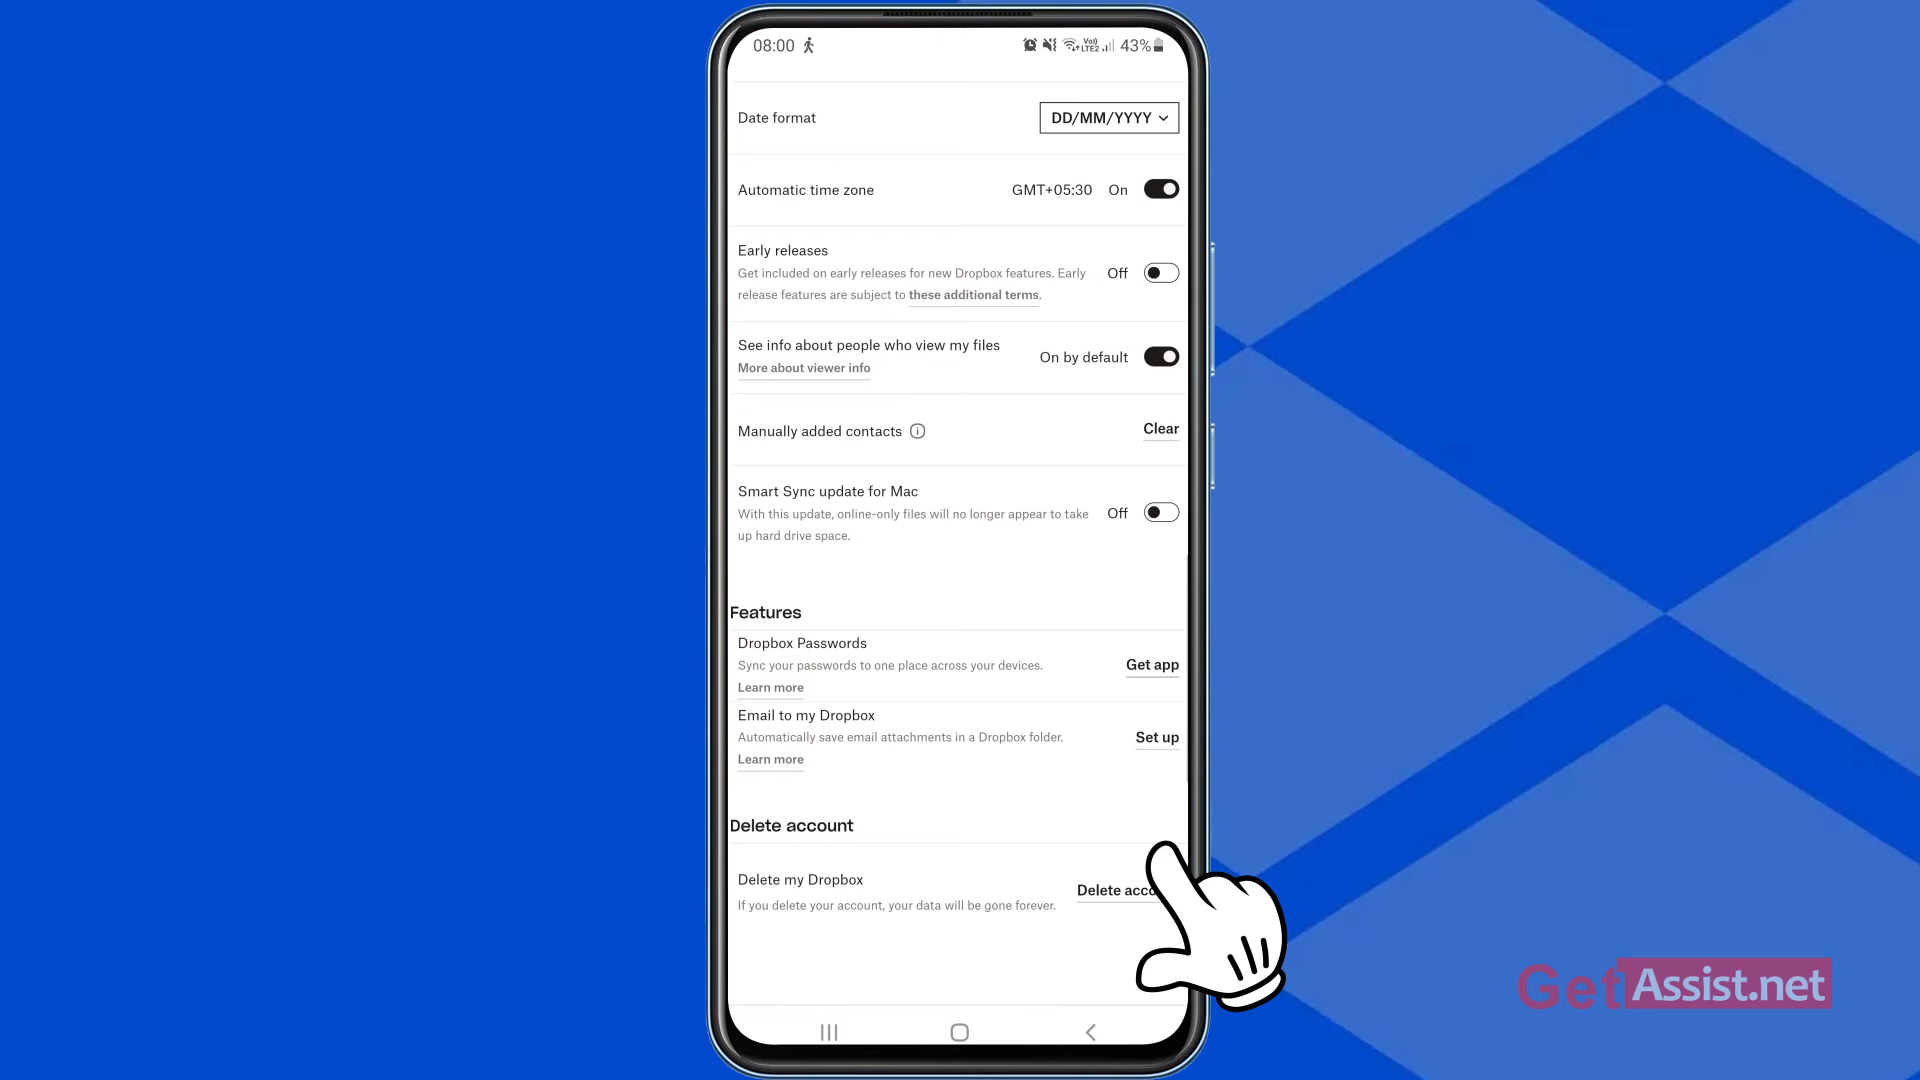 08:00 43%
Date format DD/MM/YYYY
Automatic time zone GMT+05:30 On
Early releases
Get included on early releases for new Dropbox features. Early Off
release features are subject to these additional terms.
See info about people who view my files On by default
More about viewer info
Manually added contacts Clear
Smart Sync update for Mac
With this update, online-only files will no longer appear to take Off
up hard drive space.
Features
Dropbox Passwords
Sync your passwords to one place across your devices. Get app
Learn more
Email to my Dropbox
Automatically save email attachments in a Dropbox folder. Set up
Learn more
Delete account
Delete my Dropbox Delete acco
If you delete your account, your data will be gone forever.
GetAssist.net